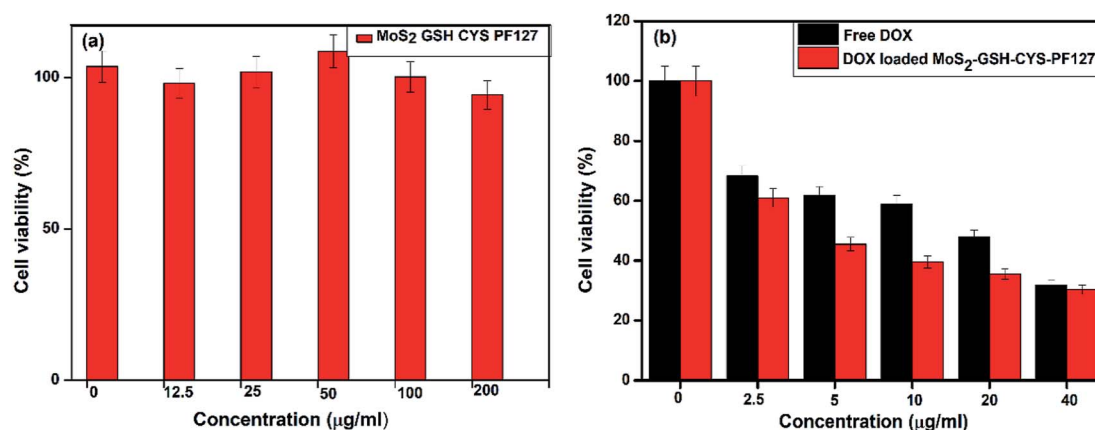 (a)
MoS2 GSH CYS PF127
100
50
0
Cell viability (%)
0 12.5 25 50 100 200
Concentration (µg/ml)
(b)
Free DOX
DOX loaded MoS2-GSH-CYS-PF127
120
100
80
60
40
20
0
Cell viability (%)
0 2.5 5 10 20 40
Concentration (µg/ml)